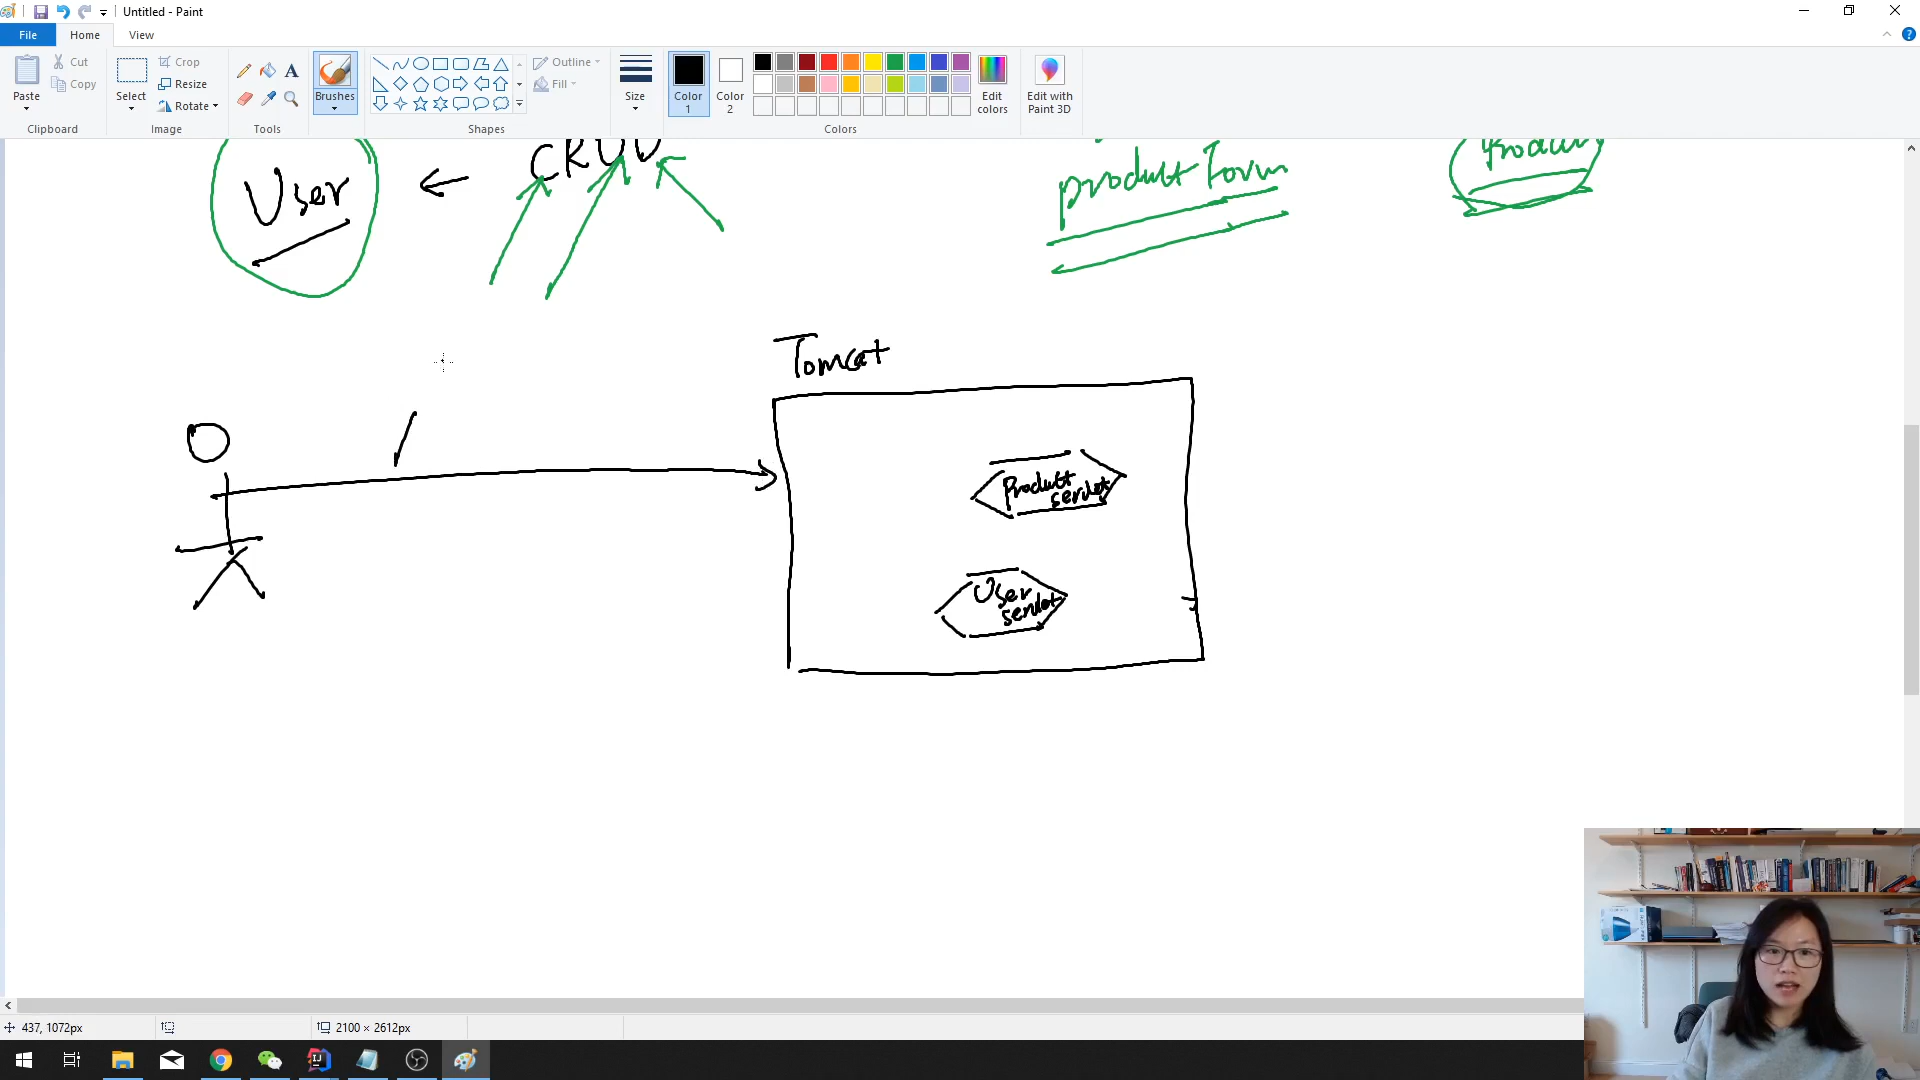 Untitled - Paint
File
Home
View
Paste
Cut
Copy
Clipboard
Select
Crop
Resize
Rotate
Image
Tools
Brushes
Shapes
Outline
Fill
Size
Color 1
Color 2
Edit colors
Edit with Paint 3D
Colors
User
CRUD
product Form
Product
Tomcat
/
Product
servlet
User
servlet
437, 1072px
2100 × 2612px